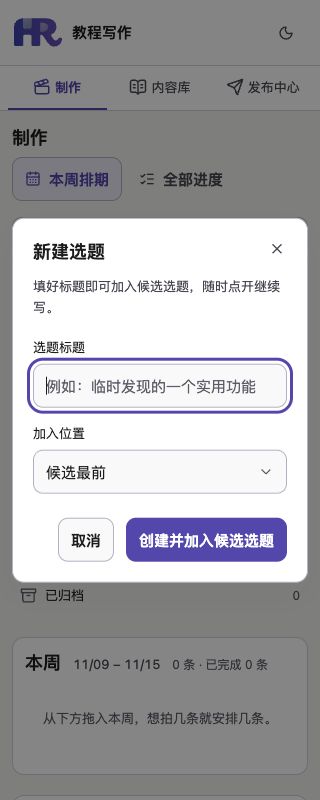 HR 教程写作
制作 内容库 发布中心
制作
本周排期 全部进度
新建选题
填好标题即可加入候选选题，随时点开继续
写。
选题标题
例如：临时发现的一个实用功能
加入位置
候选最前
取消 创建并加入候选选题
已归档 0
本周 11/09 – 11/15 0 条 · 已完成 0 条
从下方拖入本周，想拍几条就安排几条。